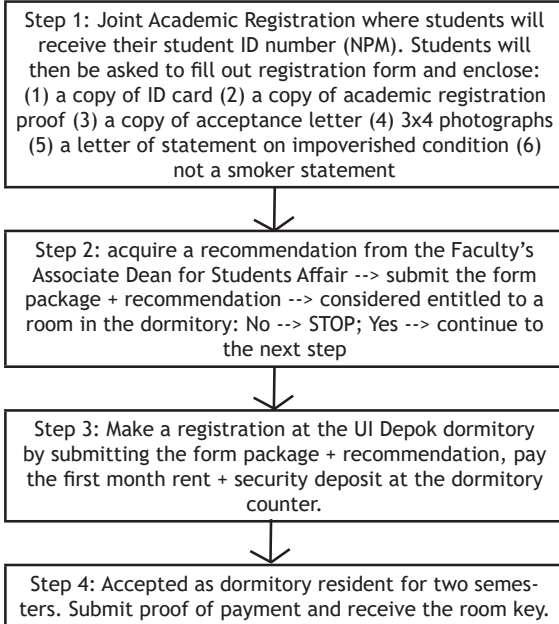 Step 1: Joint Academic Registration where students will
receive their student ID number (NPM). Students will
then be asked to fill out registration form and enclose:
(1) a copy of ID card (2) a copy of academic registration
proof (3) a copy of acceptance letter (4) 3x4 photographs
(5) a letter of statement on impoverished condition (6)
not a smoker statement
Step 2: acquire a recommendation from the Faculty's
Associate Dean for Students Affair --> submit the form
package + recommendation --> considered entitled to a
room in the dormitory: No --> STOP; Yes --> continue to
the next step
Step 3: Make a registration at the UI Depok dormitory
by submitting the form package + recommendation, pay
the first month rent + security deposit at the dormitory
counter.
Step 4: Accepted as dormitory resident for two semes-
ters. Submit proof of payment and receive the room key.